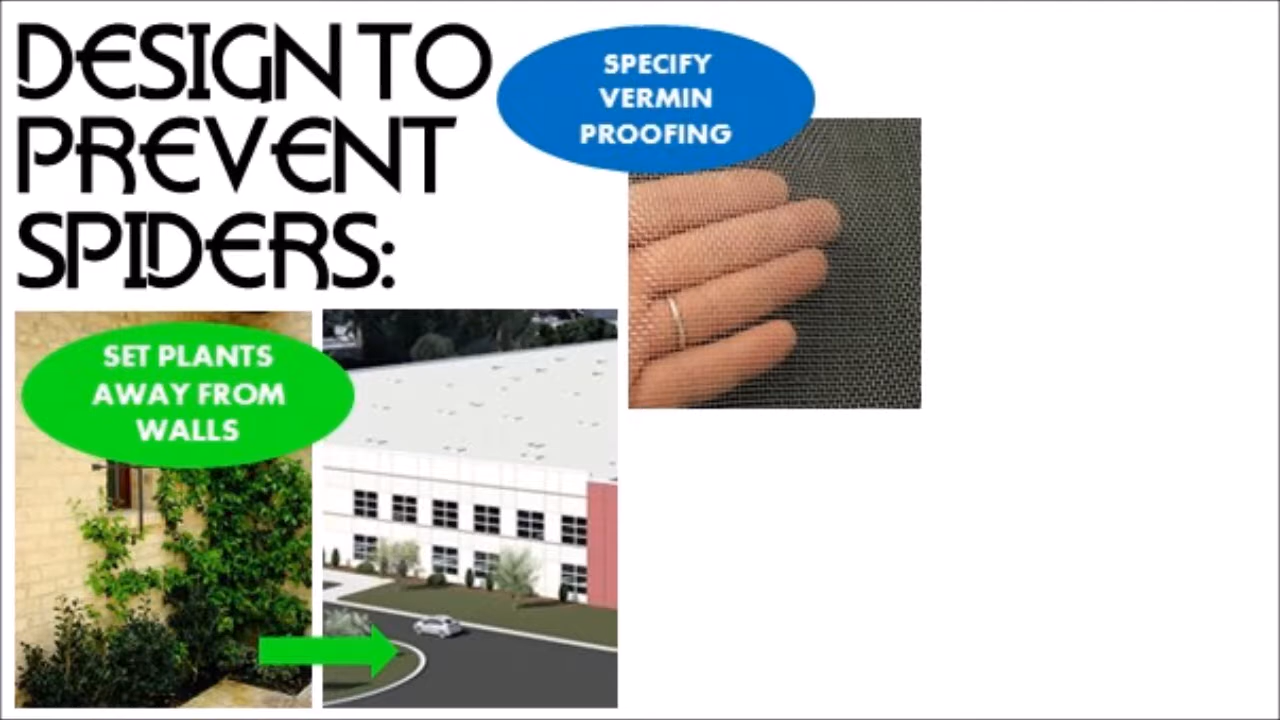 DESIGN TO
PREVENT
SPIDERS:
SPECIFY
VERMIN
PROOFING
SET PLANTS
AWAY FROM
WALLS